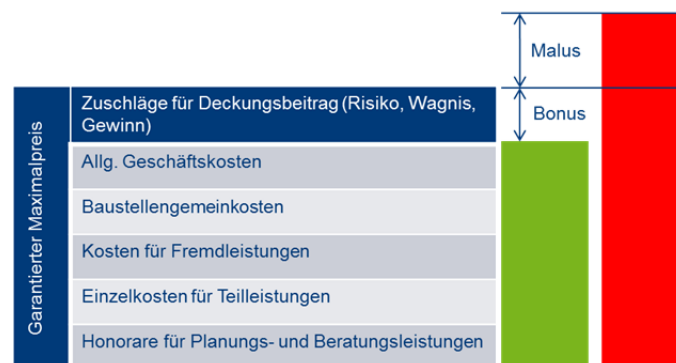 Malus
Zuschläge für Deckungsbeitrag (Risiko, Wagnis,
Gewinn)
Bonus
Allg. Geschäftskosten
Baustellengemeinkosten
Kosten für Fremdleistungen
Einzelkosten für Teilleistungen
Honorare für Planungs- und Beratungsleistungen
Garantierter Maximalpreis